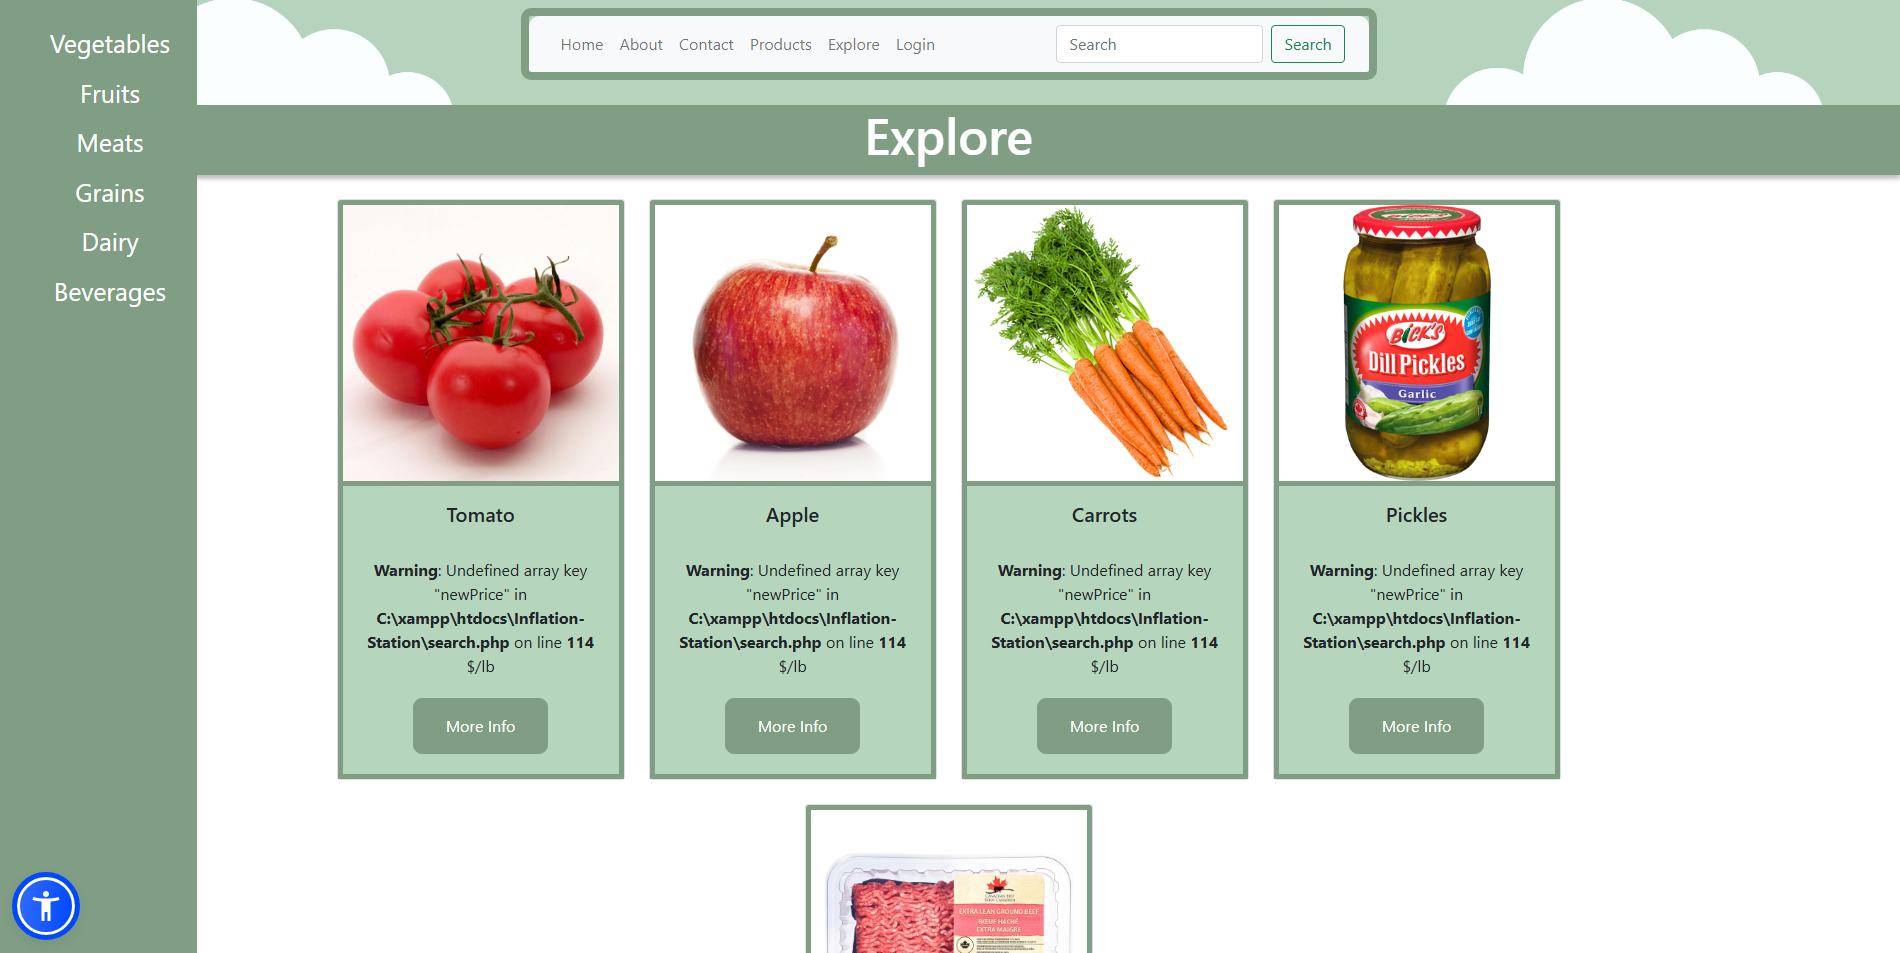 Vegetables
Fruits
Meats
Grains
Dairy
Beverages
Home About Contact Products Explore Login Search Search
Explore
BICK'S
Dill Pickles
Garlic
Tomato
Warning: Undefined array key
"newPrice" in
C:\xampp\htdocs\Inflation-
Station\search.php on line 114
$/lb
More Info
Apple
Warning: Undefined array key
"newPrice" in
C:\xampp\htdocs\Inflation-
Station\search.php on line 114
$/lb
More Info
Carrots
Warning: Undefined array key
"newPrice" in
C:\xampp\htdocs\Inflation-
Station\search.php on line 114
$/lb
More Info
Pickles
Warning: Undefined array key
"newPrice" in
C:\xampp\htdocs\Inflation-
Station\search.php on line 114
$/lb
More Info
EXTRA LEAN GROUND BEEF
BŒUF HACHÉ
EXTRA MAIGRE